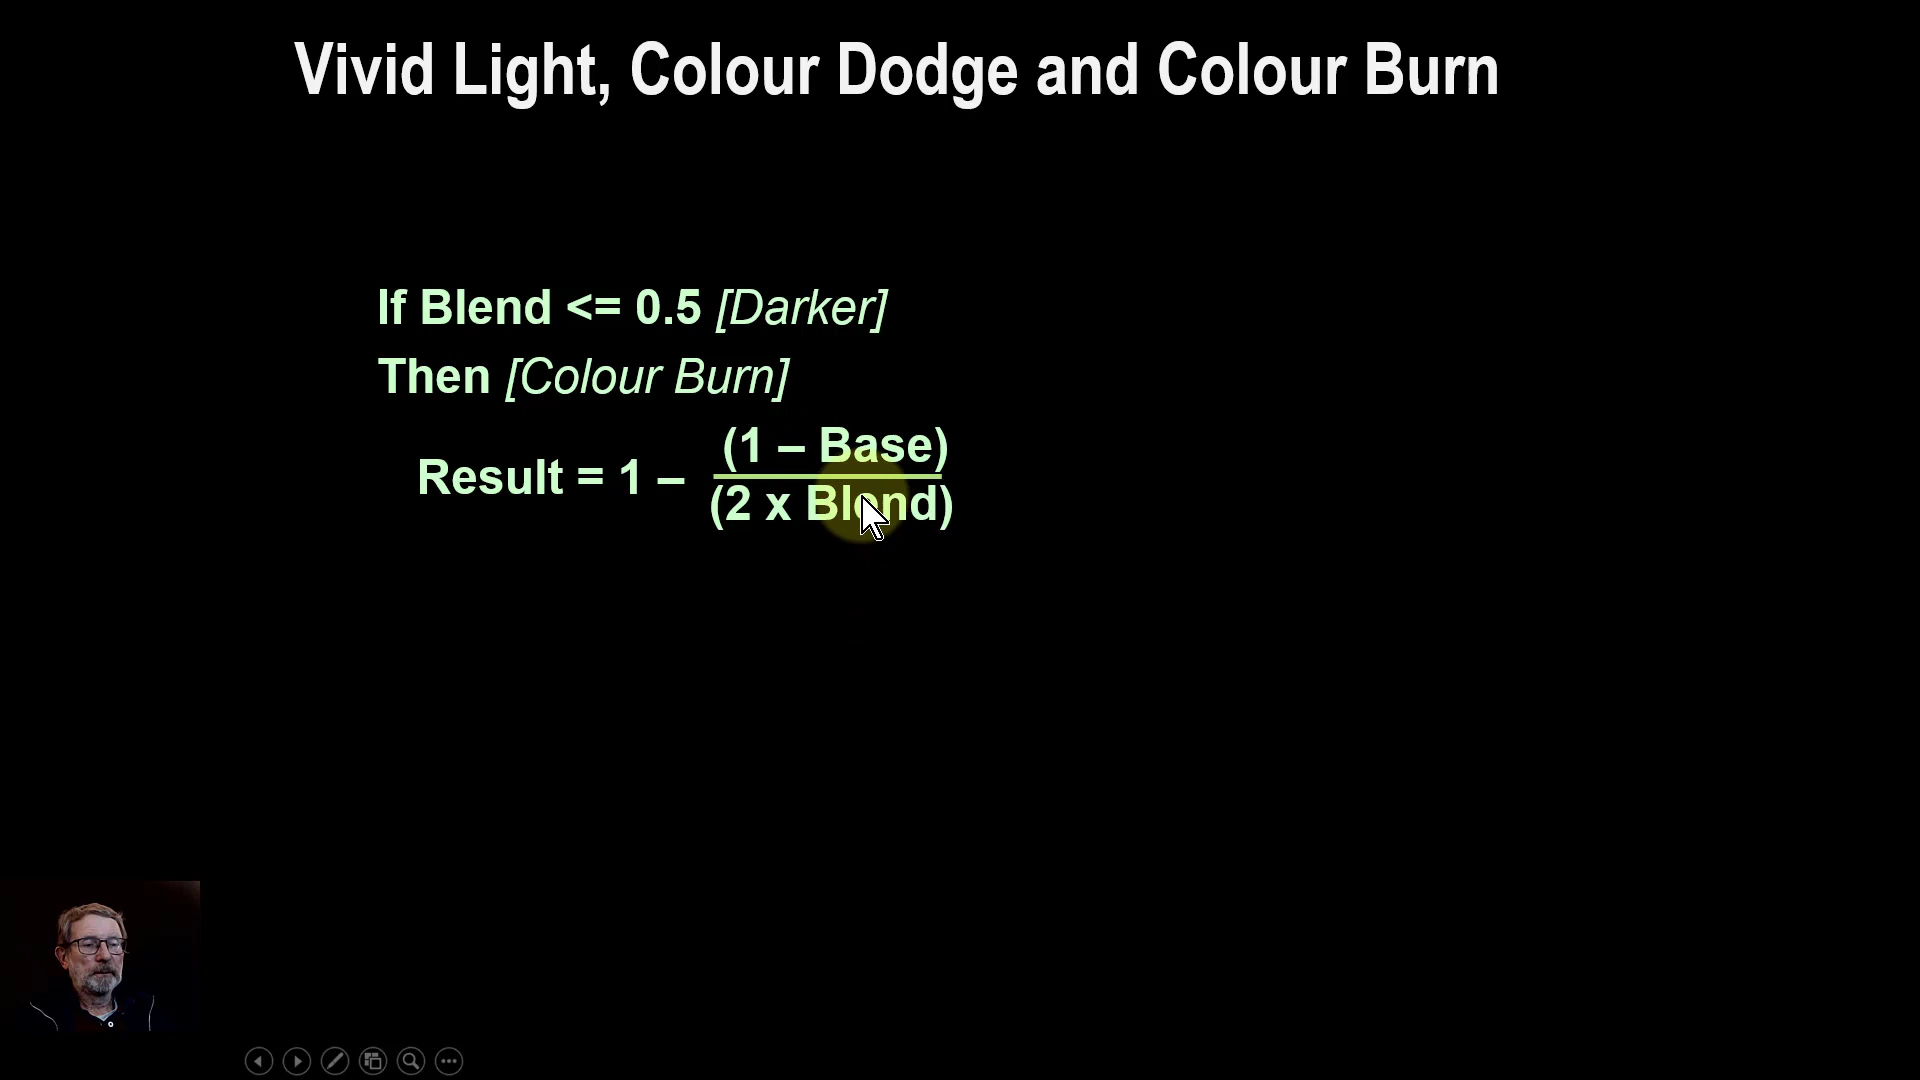 Vivid Light, Colour Dodge and Colour Burn
If Blend <= 0.5 [Darker]
Then [Colour Burn]
(1 – Base)
Result = 1 –
(2 x Blend)